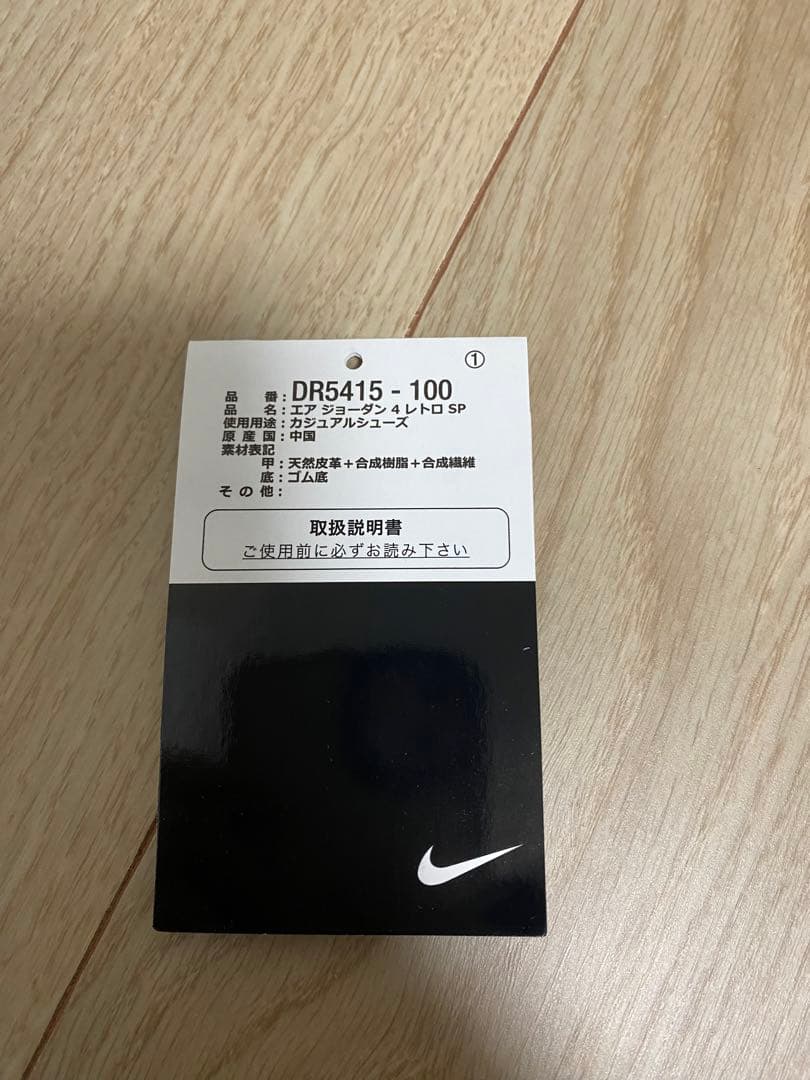 ①
品番：DR5415 - 100
品名：エア ジョーダン 4 レトロ SP
使用用途：カジュアルシューズ
原産国：中国
素材表記
甲：天然皮革＋合成樹脂＋合成繊維
底：ゴム底
その他：
取扱説明書
ご使用前に必ずお読み下さい